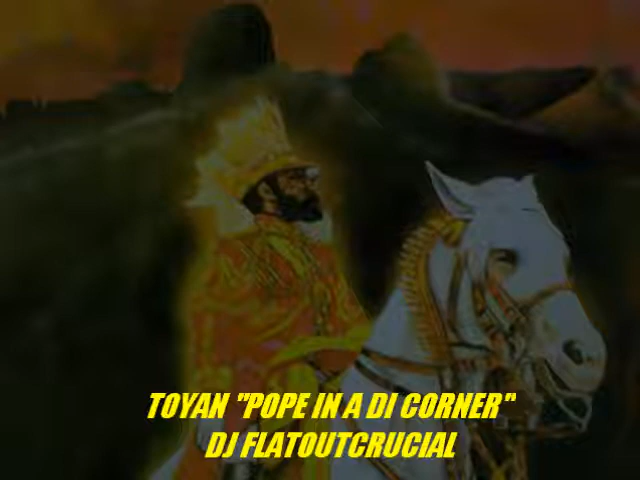 TOYAN "POPE IN A DI CORNER"
DJ FLATOUTCRUCIAL